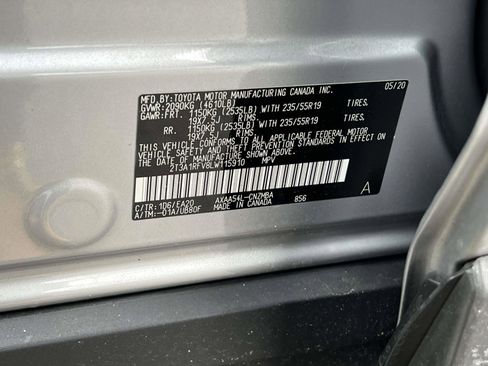 MFD.BY:TOYOTA MOTOR MANUFACTURING CANADA INC. 05/20
GVWR:2090KG (4610LB)
GAWR:FRT. 1150KG (2535LB) WITH 235/55R19 TIRES.
19X7.5J RIMS.
RR. 1150KG (2535LB) WITH 235/55R19 TIRES.
19X7.5J RIMS.
THIS VEHICLE CONFORMS TO ALL APPLICABLE FEDERAL MOTOR
VEHICLE SAFETY AND THEFT PREVENTION STANDARDS IN EFFECT
ON THE DATE OF MANUFACTURE SHOWN ABOVE.
2T3A1RFV8LW115910 MPV
A
C/TR:1D6/EA20 AXAA54L-CNZMBA 856
A/TM:-01A/UB80F MADE IN CANADA